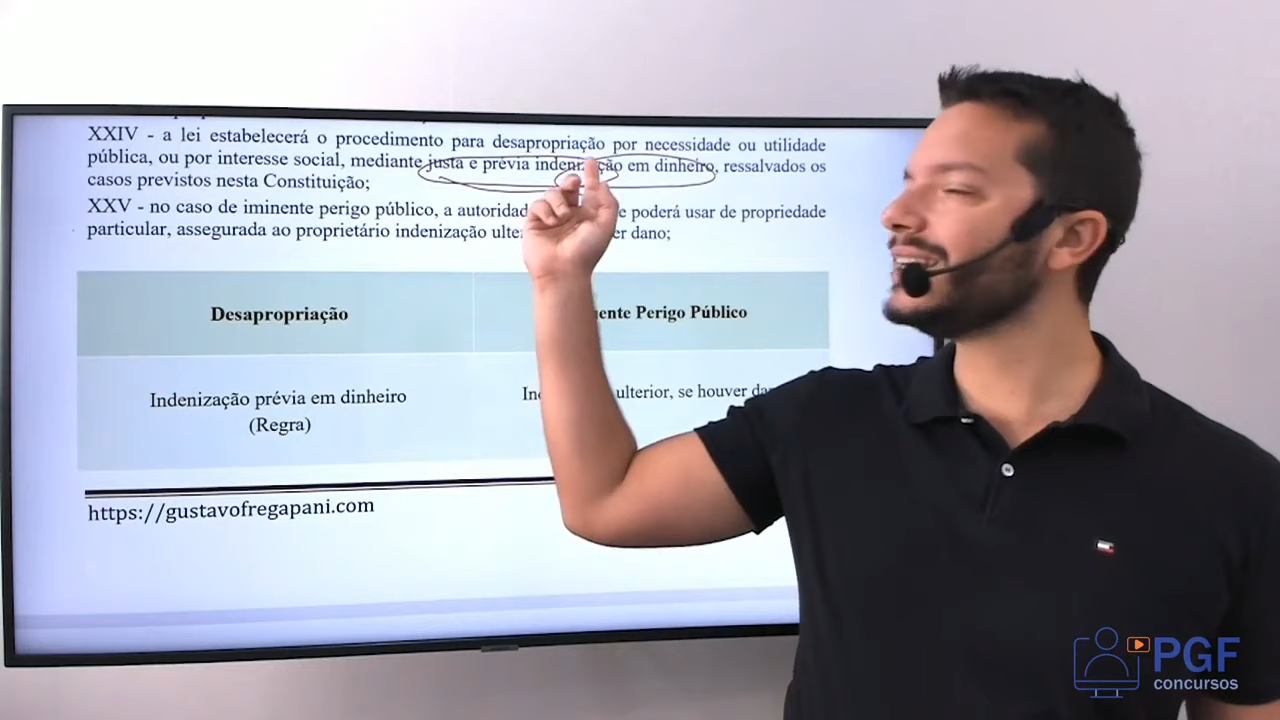 XXIV - a lei estabelecerá o procedimento para desapropriação por necessidade ou utilidade
pública, ou por interesse social, mediante justa e prévia indenização em dinheiro, ressalvados os
casos previstos nesta Constituição;
XXV - no caso de iminente perigo público, a autoridad e poderá usar de propriedade
particular, assegurada ao proprietário indenização ulte er dano;
Desapropriação
ente Perigo Público
Indenização prévia em dinheiro
(Regra)
ulterior, se houver
https://gustavofregapani.com
PGF
concursos